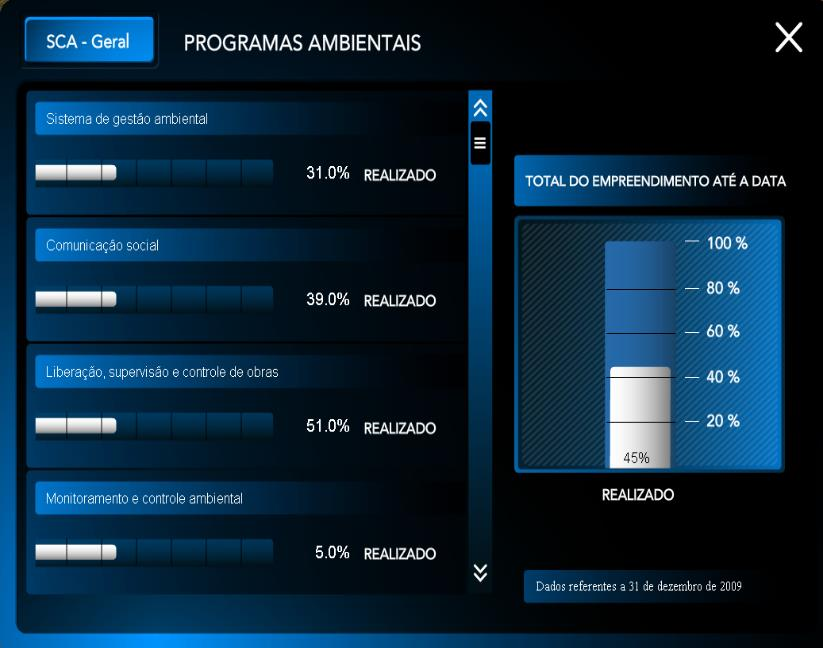 SCA - Geral
PROGRAMAS AMBIENTAIS
Sistema de gestão ambiental
31.0% REALIZADO
Comunicação social
39.0% REALIZADO
Liberação, supervisão e controle de obras
51.0% REALIZADO
Monitoramento e controle ambiental
5.0% REALIZADO
TOTAL DO EMPREENDIMENTO ATÉ A DATA
100 %
80 %
60 %
40 %
20 %
45%
REALIZADO
Dados referentes a 31 de dezembro de 2009